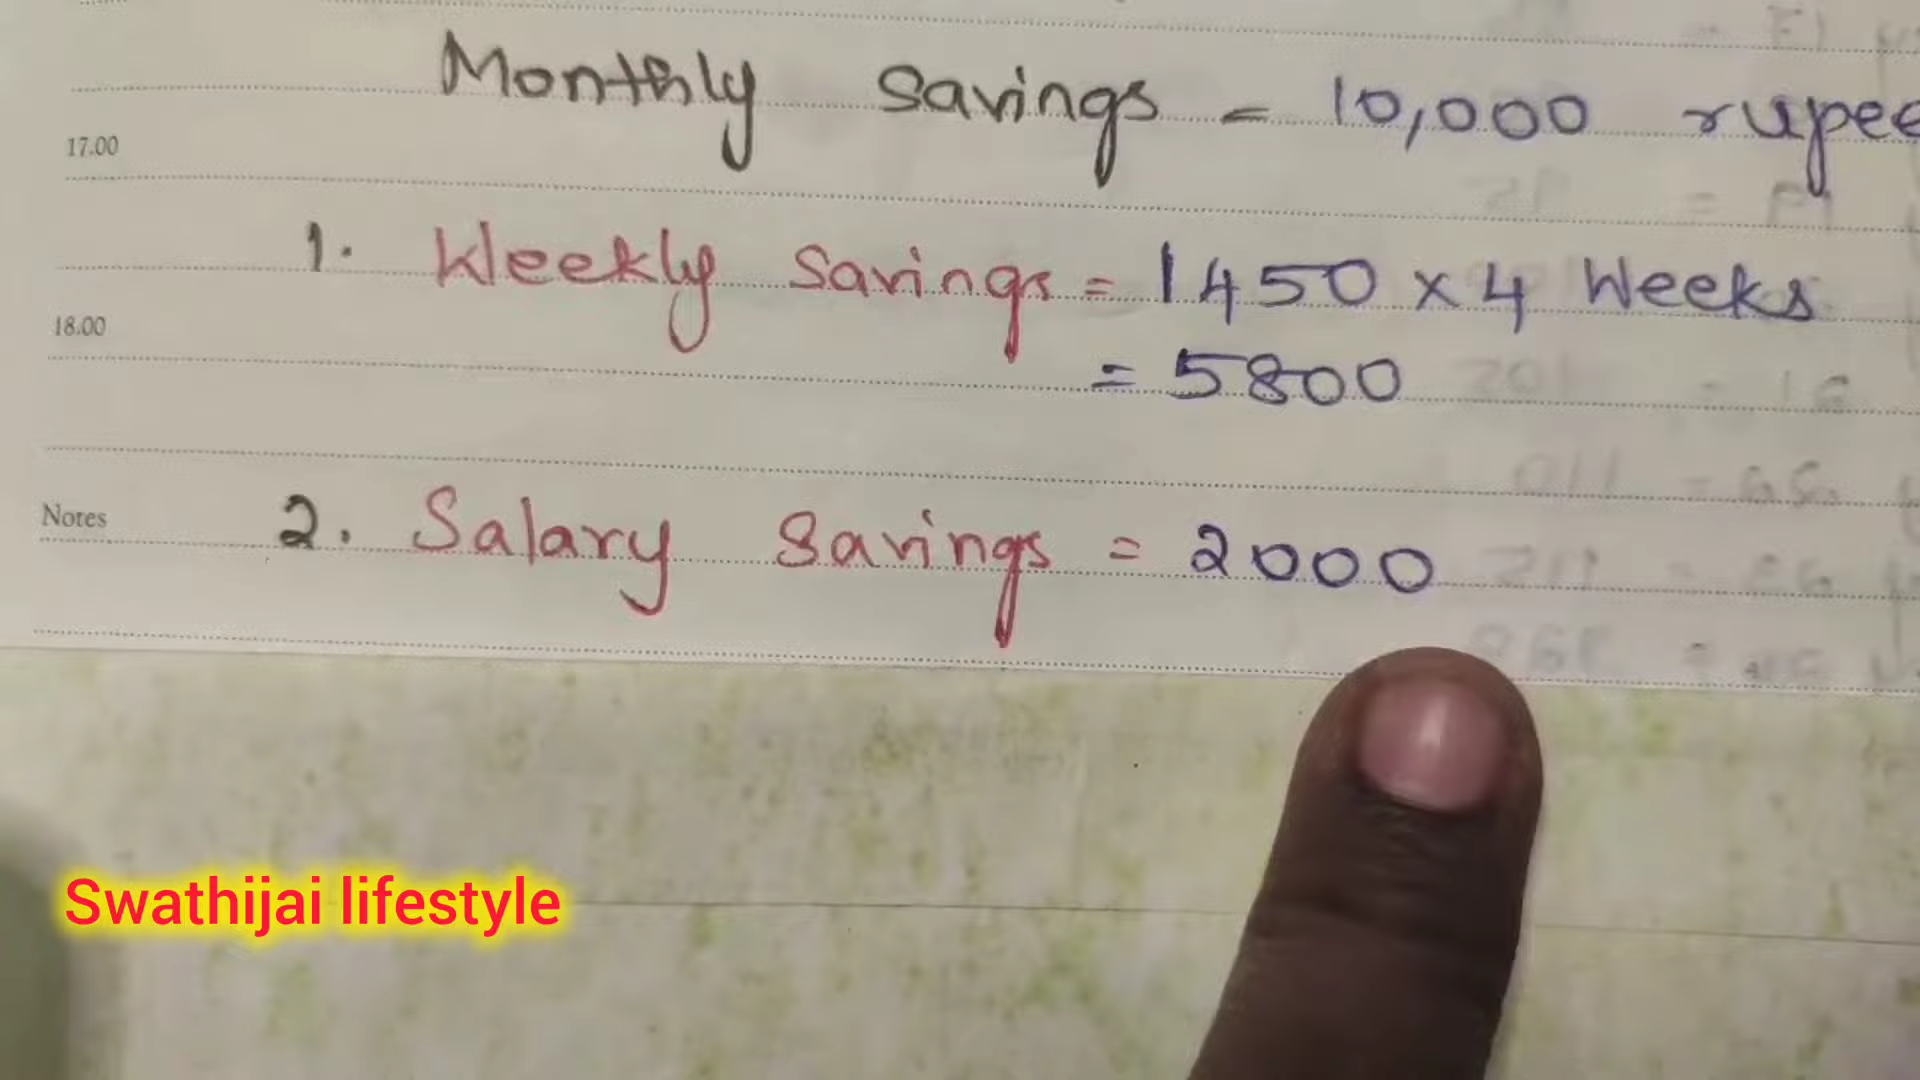 Monthly Savings = 10,000 rupee
17.00
1. Weekly Savings = 1450 x 4 Weeks
18.00
= 5800
Notes
2. Salary Savings = 2000
Swathijai lifestyle